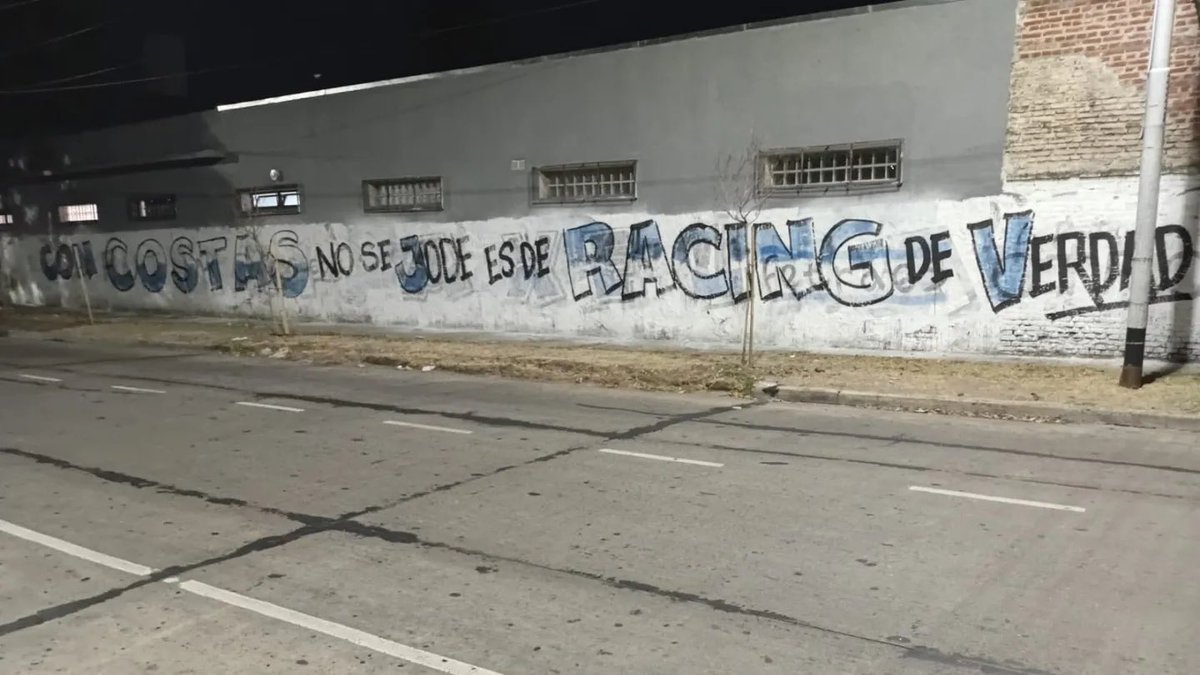 CON COSTAS NO SE JODE ES DE RACING DE VERDAD